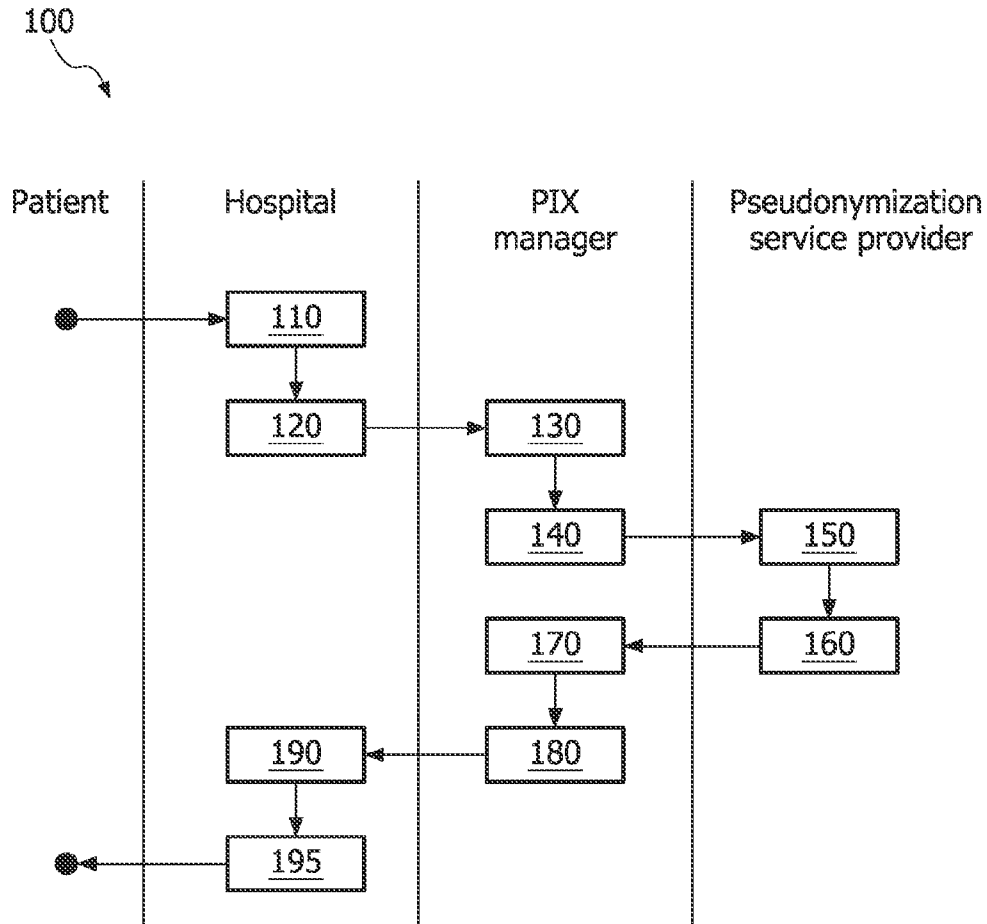 100
Patient
Hospital
PIX
manager
Pseudonymization
service provider
110
120
130
140
150
170
160
190
180
195